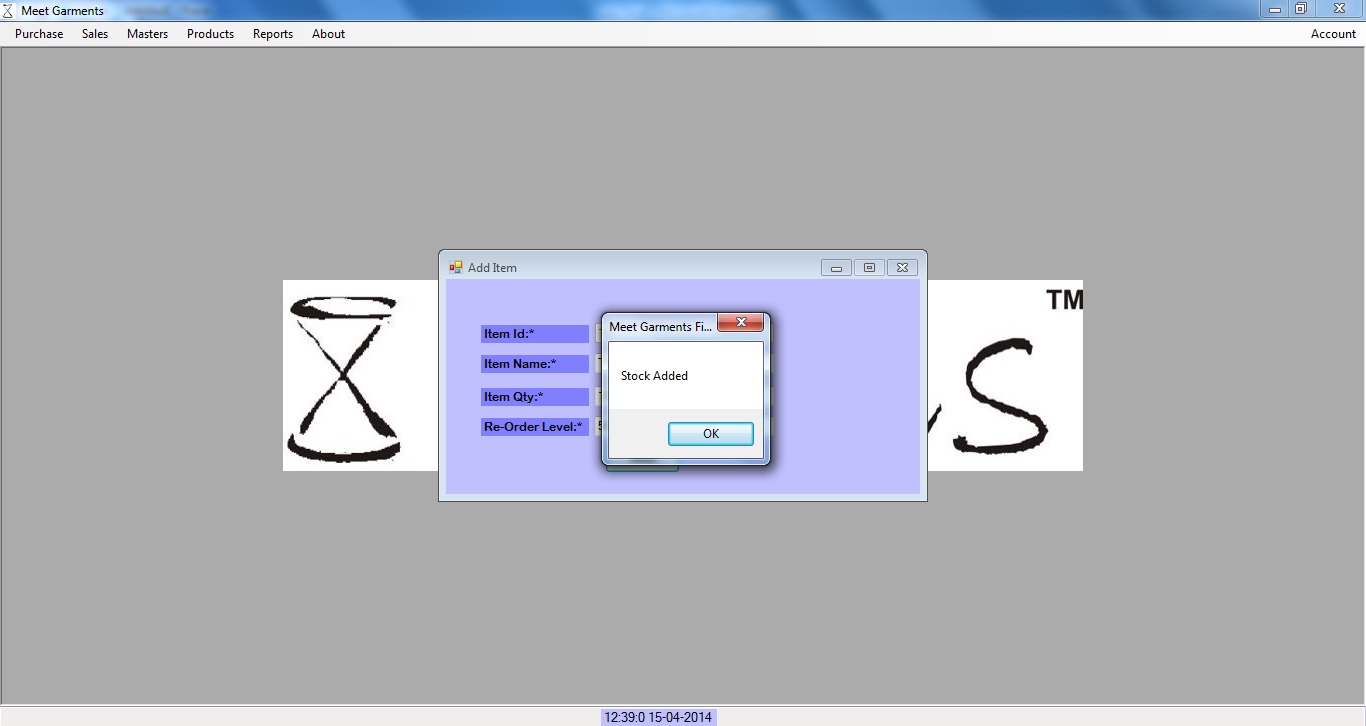 Meet Garments
Purchase Sales Masters Products Reports About Account
Add Item
TM
Item Id:*
Meet Garments Fi...
Item Name:*
Stock Added
Item Qty:*
Re-Order Level:* 5
OK
S
12:39:0 15-04-2014